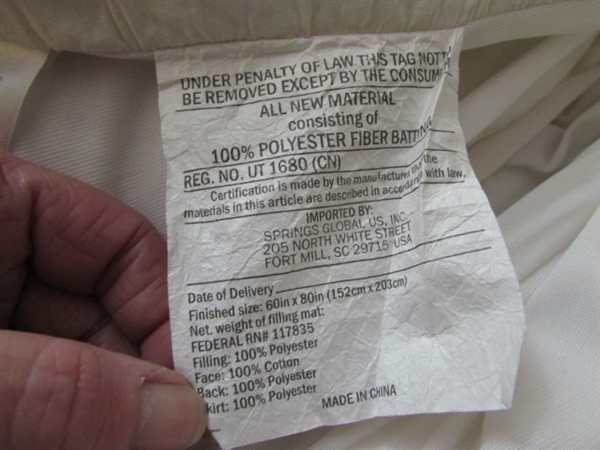 UNDER PENALTY OF LAW THIS TAG NOT T
BE REMOVED EXCEPT BY THE CONSUM
ALL NEW MATERIAL
consisting of
100% POLYESTER FIBER BATTING
REG. NO. UT 1680 (CN)
Certification is made by the manufacturer the
materials in this article are described in accordance with law.
IMPORTED BY:
SPRINGS GLOBAL US, INC.
205 NORTH WHITE STREET
FORT MILL, SC 29715 USA
Date of Delivery
Finished size: 60in x 80in (152cm x 203cm)
Net. weight of filling mat:
FEDERAL RN# 117835
Filling: 100% Polyester
Face: 100% Cotton
Back: 100% Polyester
kirt: 100% Polyester
MADE IN CHINA